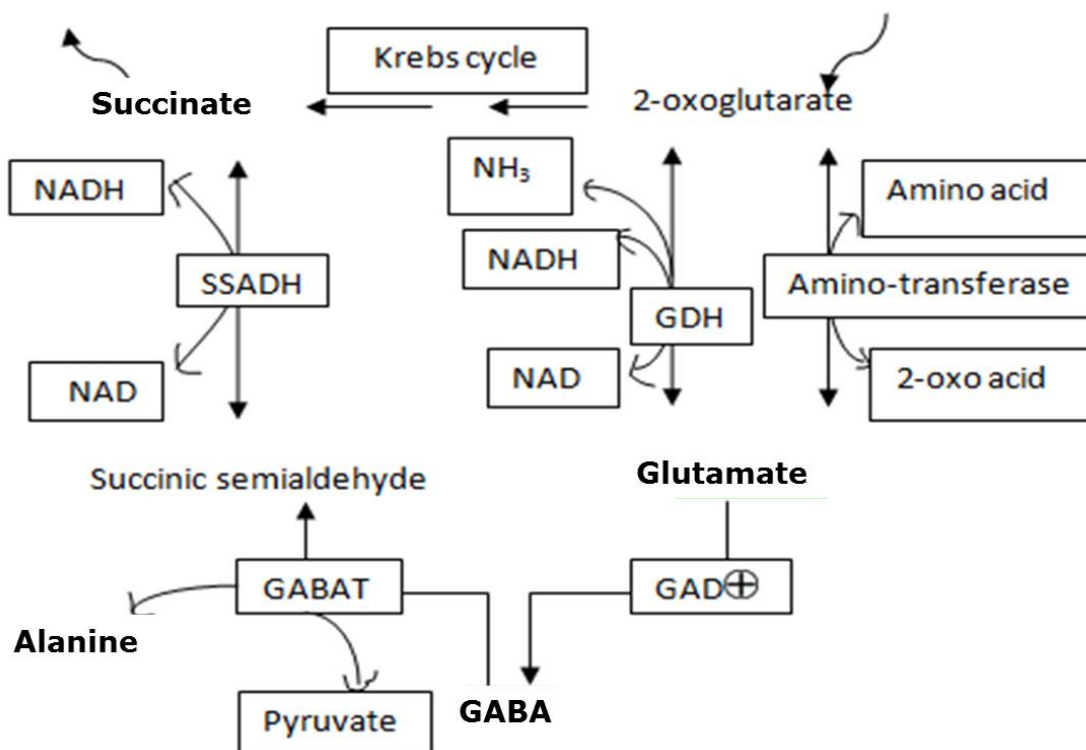 Krebs cycle
Succinate
2-oxoglutarate
NH₃
NADH
Amino acid
NADH
SSADH
Amino-transferase
GDH
NAD
NAD
2-oxo acid
Succinic semialdehyde
Glutamate
GABAT
GAD
Alanine
Pyruvate
GABA